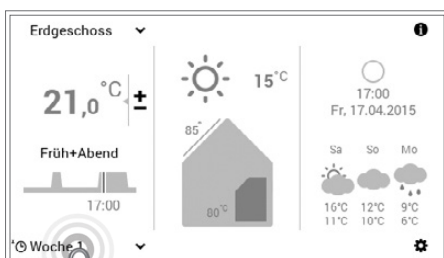 Erdgeschoss
21,0°C ±
Früh+Abend
17:00
Woche 1
15°C
85°
80°C
17:00
Fr, 17.04.2015
Sa So Mo
16°C 12°C 9°C
11°C 10°C 6°C